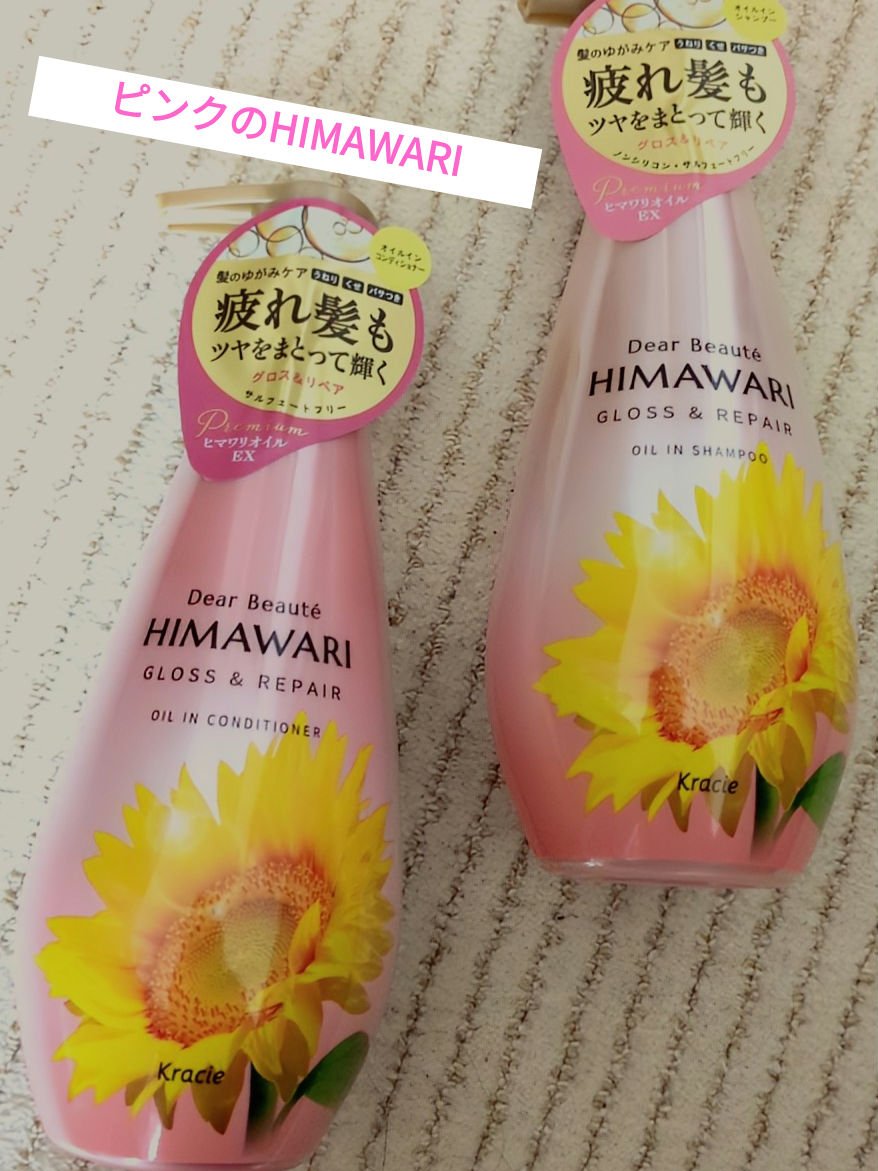 ピンクのHIMAWARI
オイルイン
コンディショナー
髪のゆがみケア うねり くせ パサつき
疲れ髪も
ツヤをまとって輝く
グロス&リペア
サルフェートフリー
Premium
ヒマワリオイル
EX
Dear Beauté
HIMAWARI
GLOSS & REPAIR
OIL IN CONDITIONER
Kracie
オイルイン
シャンプー
髪のゆがみケア うねり くせ パサつき
疲れ髪も
ツヤをまとって輝く
グロス&リペア
ノンシリコン・サルフェートフリー
Premium
ヒマワリオイル
EX
Dear Beauté
HIMAWARI
GLOSS & REPAIR
OIL IN SHAMPOO
Kracie